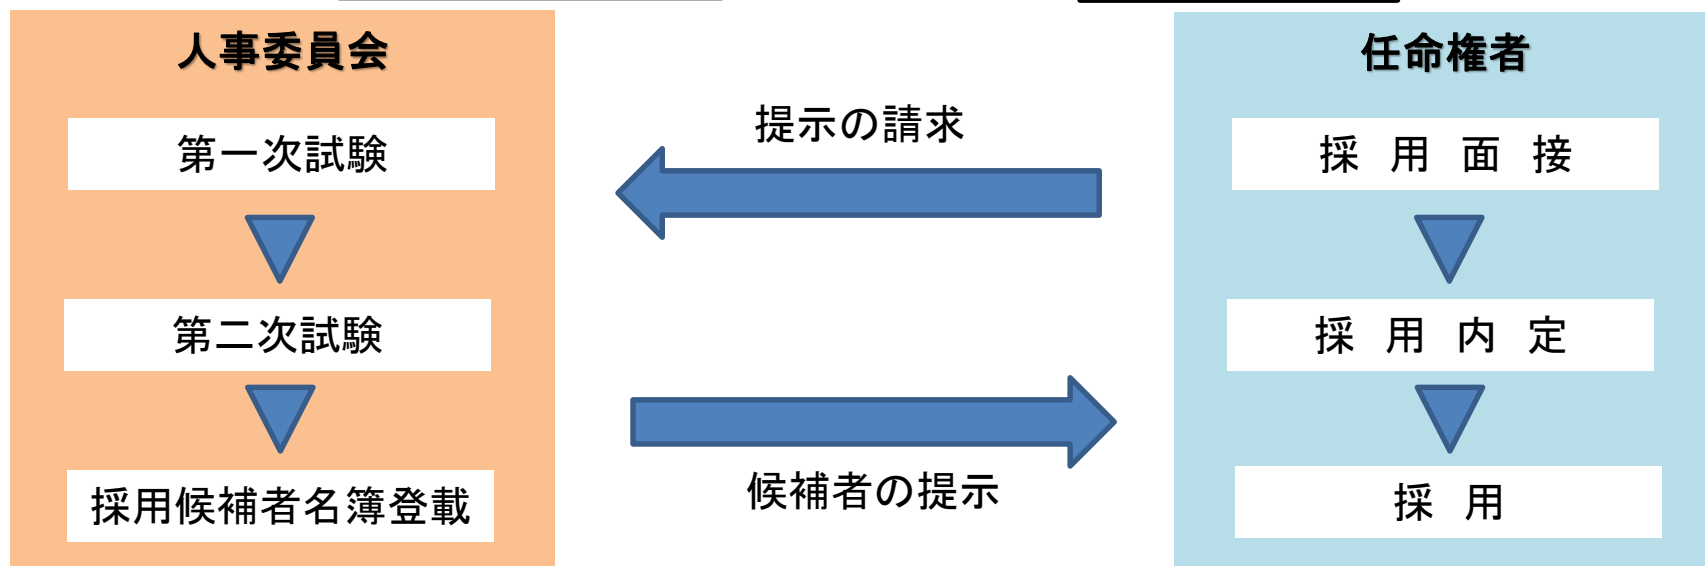 人事委員会
第一次試験
第二次試験
採用候補者名簿登載
提示の請求
候補者の提示
任命権者
採用面接
採用内定
採用